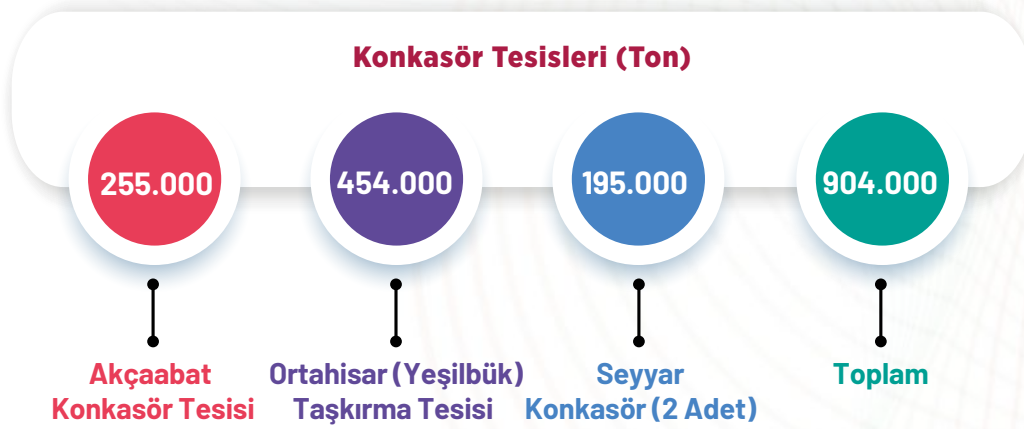 Konkasör Tesisleri (Ton)
255.000
454.000
195.000
904.000
Akçaabat
Konkasör Tesisi
Ortahisar (Yeşilbük)
Taşkırma Tesisi
Seyyar
Konkasör (2 Adet)
Toplam